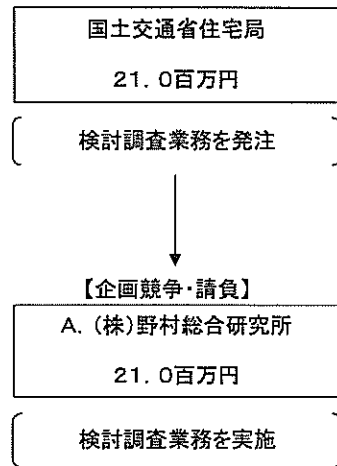 国土交通省住宅局
21. 0百万円
検討調査業務を発注
【企画競争・請負】
A. (株)野村総合研究所
21. 0百万円
検討調査業務を実施